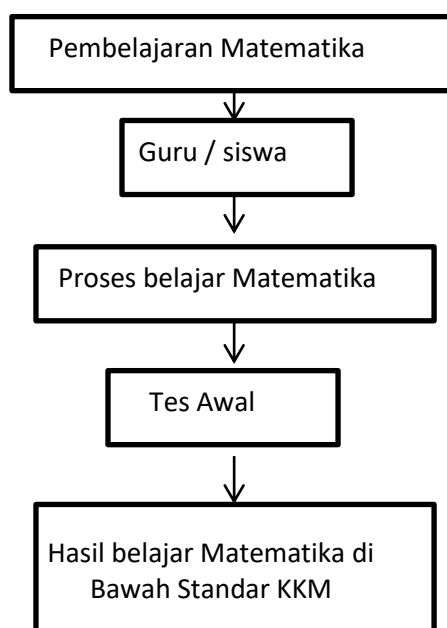 Pembelajaran Matematika
Guru / siswa
Proses belajar Matematika
Tes Awal
Hasil belajar Matematika di
Bawah Standar KKM